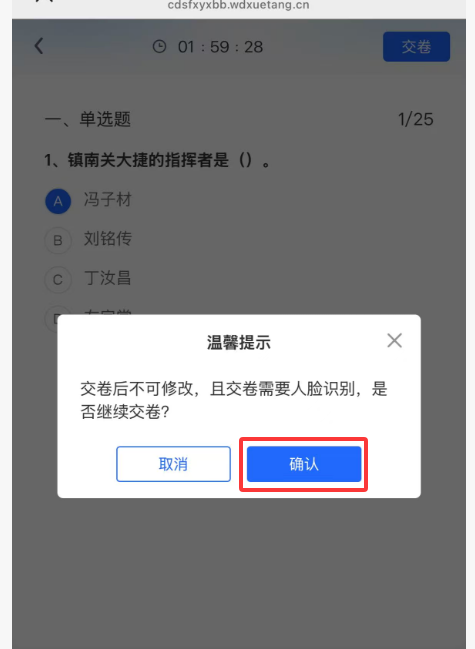 cdsfxyxbb.wdxuetang.cn
01 : 59 : 28
交卷
一、单选题
1/25
1、镇南关大捷的指挥者是（）。
A 冯子材
B 刘铭传
C 丁汝昌
温馨提示
交卷后不可修改，且交卷需要人脸识别，是
否继续交卷?
取消
确认